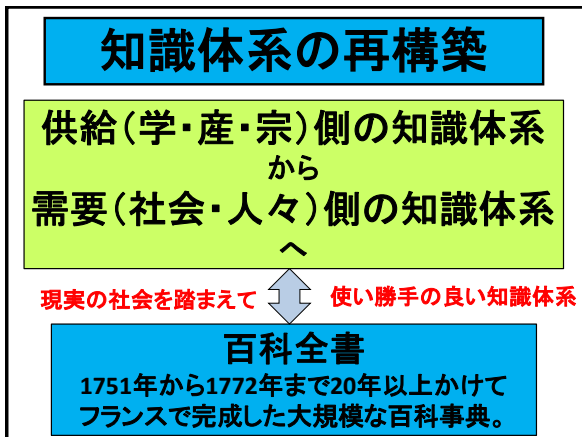 知識体系の再構築
供給(学・産・宗)側の知識体系
から
需要(社会・人々)側の知識体系
へ
現実の社会を踏まえて
使い勝手の良い知識体系
百科全書
1751年から1772年まで20年以上かけて
フランスで完成した大規模な百科事典。